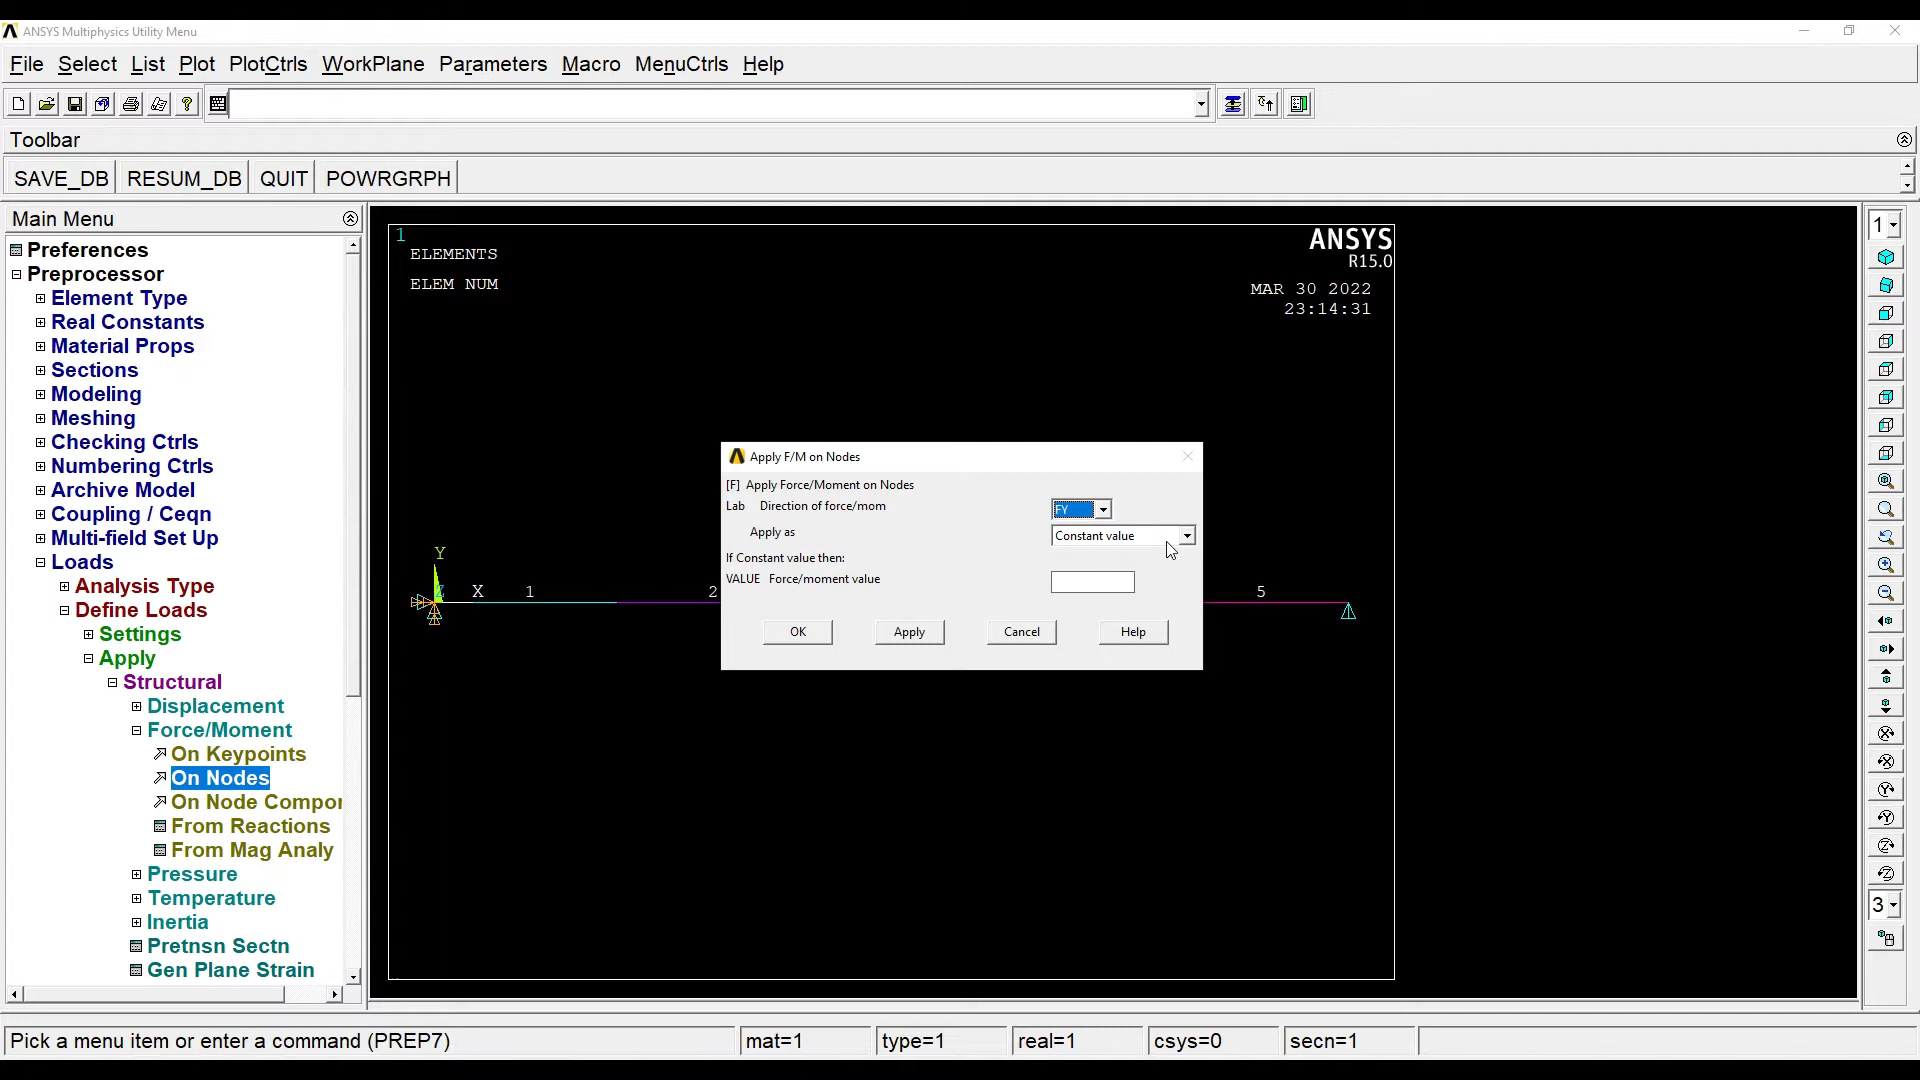 ANSYS Multiphysics Utility Menu
File Select List Plot PlotCtrls WorkPlane Parameters Macro MenuCtrls Help
Toolbar
SAVE_DB RESUM_DB QUIT POWRGRPH
Main Menu
Preferences
Preprocessor
Element Type
Real Constants
Material Props
Sections
Modeling
Meshing
Checking Ctrls
Numbering Ctrls
Archive Model
Coupling / Ceqn
Multi-field Set Up
Loads
Analysis Type
Define Loads
Settings
Apply
Structural
Displacement
Force/Moment
On Keypoints
On Nodes
On Node Compor
From Reactions
From Mag Analy
Pressure
Temperature
Inertia
Pretnsn Sectn
Gen Plane Strain
1
ELEMENTS
ELEM NUM
ANSYS
R15.0
MAR 30 2022
23:14:31
Y
Z X 1 2 5
Apply F/M on Nodes
[F] Apply Force/Moment on Nodes
Lab Direction of force/mom FY
Apply as Constant value
If Constant value then:
VALUE Force/moment value
OK Apply Cancel Help
1
3
Pick a menu item or enter a command (PREP7) mat=1 type=1 real=1 csys=0 secn=1